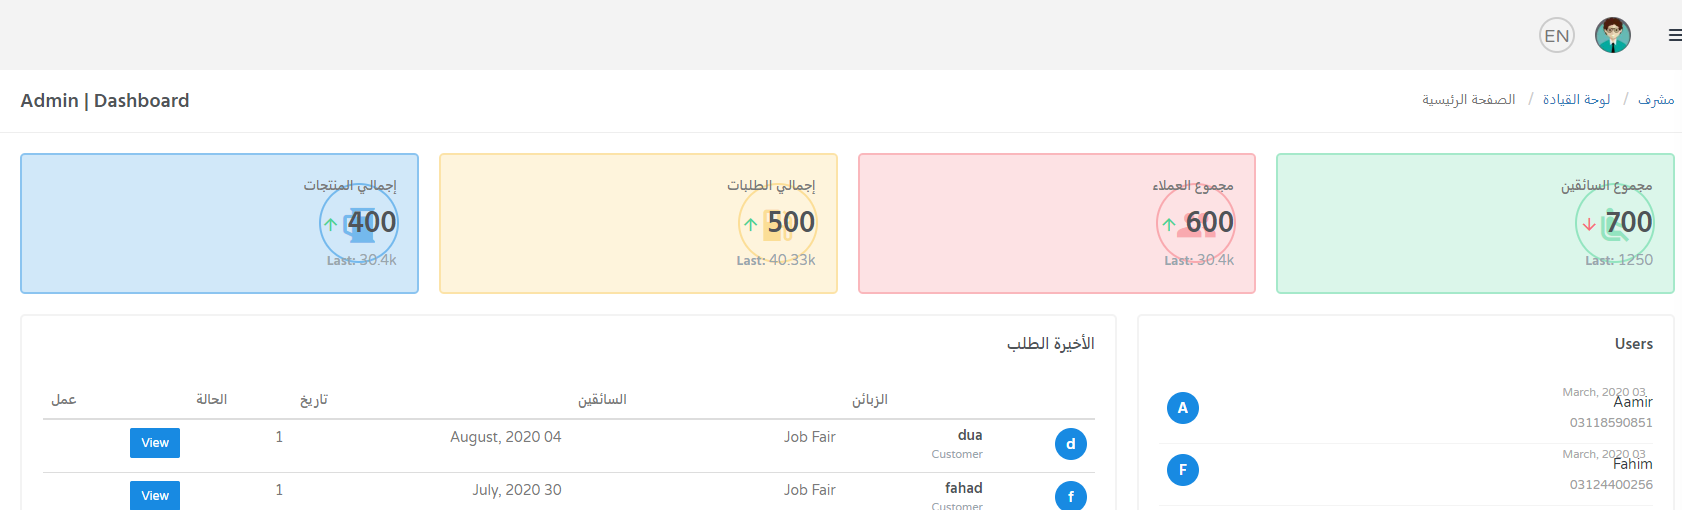 EN
Admin | Dashboard
مشرف / لوحة القيادة / الصفحة الرئيسية
مجموع السائقين
700
Last: 1250
مجموع العملاء
600
Last: 30.4k
إجمالي الطلبات
500
Last: 40.33k
إجمالي المنتجات
400
Last: 30.4k
Users
March, 2020 03
Aamir
A
03118590851
March, 2020 03
Fahim
F
03124400256
الأخيرة الطلب
الزبائن السائقين تاريخ الحالة عمل
d dua Job Fair August, 2020 04 1 View
Customer
f fahad Job Fair July, 2020 30 1 View
Customer